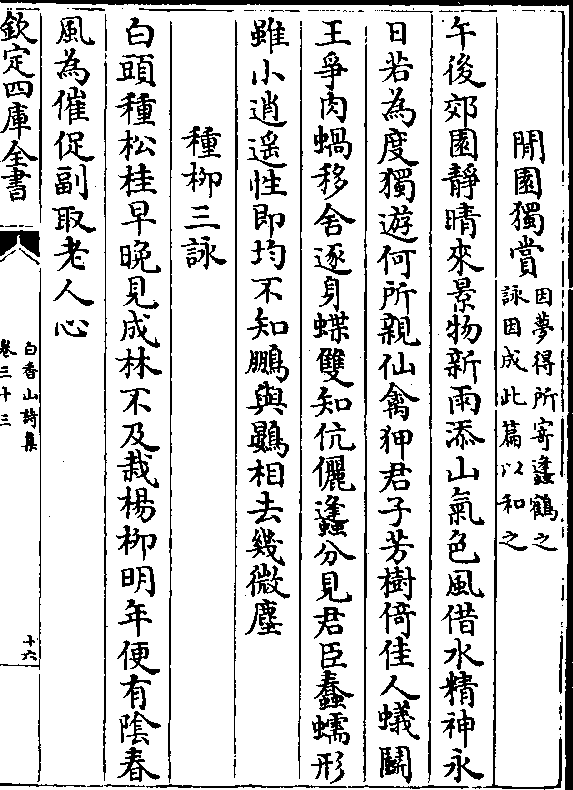 閒園獨賞因夢得所寄蠭鶴之
詠因成此篇以和之
午後郊園靜晴來景物新雨添山氣色風借水精神永
日若為度獨遊何所親仙禽狎君子芳樹倚佳人蟻鬭
王爭肉蝸移舍逐身蝶雙知伉儷蠭分見君臣蠢蠕形
雖小逍遥性即均不知鵬與鷃相去幾微塵
種柳三詠
白頭種松桂早晚見成林不及栽楊柳明年便有隂春
風為催促副取老人心
欽定四庫全書
白香山詩集
卷三十三
十六